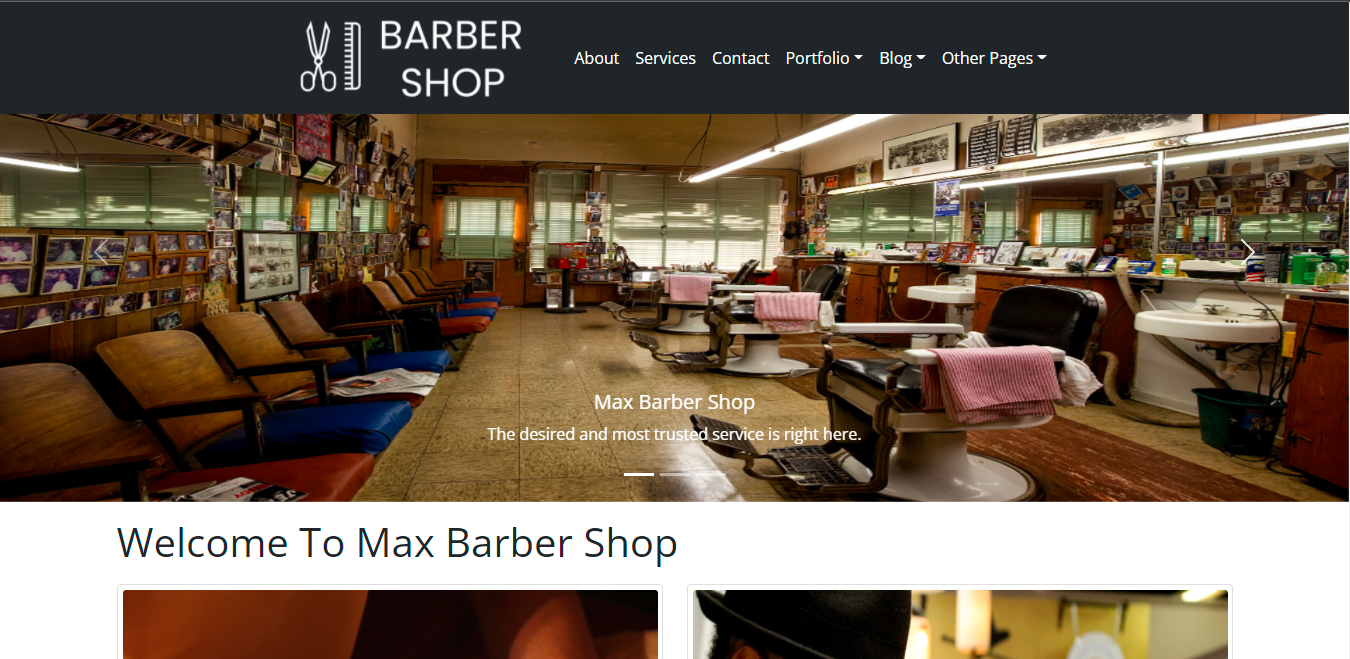 BARBER
SHOP
About Services Contact Portfolio Blog Other Pages
Max Barber Shop
The desired and most trusted service is right here.
Welcome To Max Barber Shop